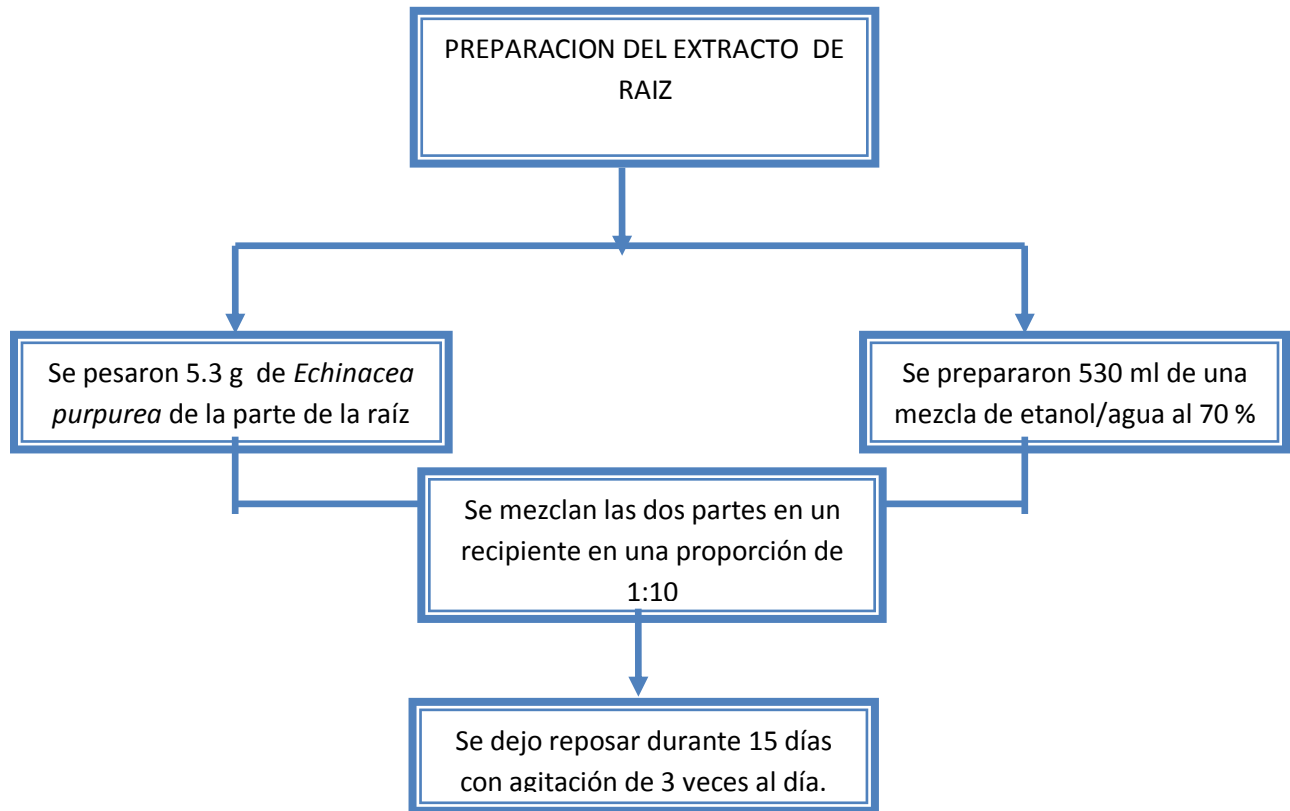 PREPARACION DEL EXTRACTO DE
RAIZ
Se pesaron 5.3 g de Echinacea
purpurea de la parte de la raíz
Se prepararon 530 ml de una
mezcla de etanol/agua al 70 %
Se mezclan las dos partes en un
recipiente en una proporción de
1:10
Se dejo reposar durante 15 días
con agitación de 3 veces al día.